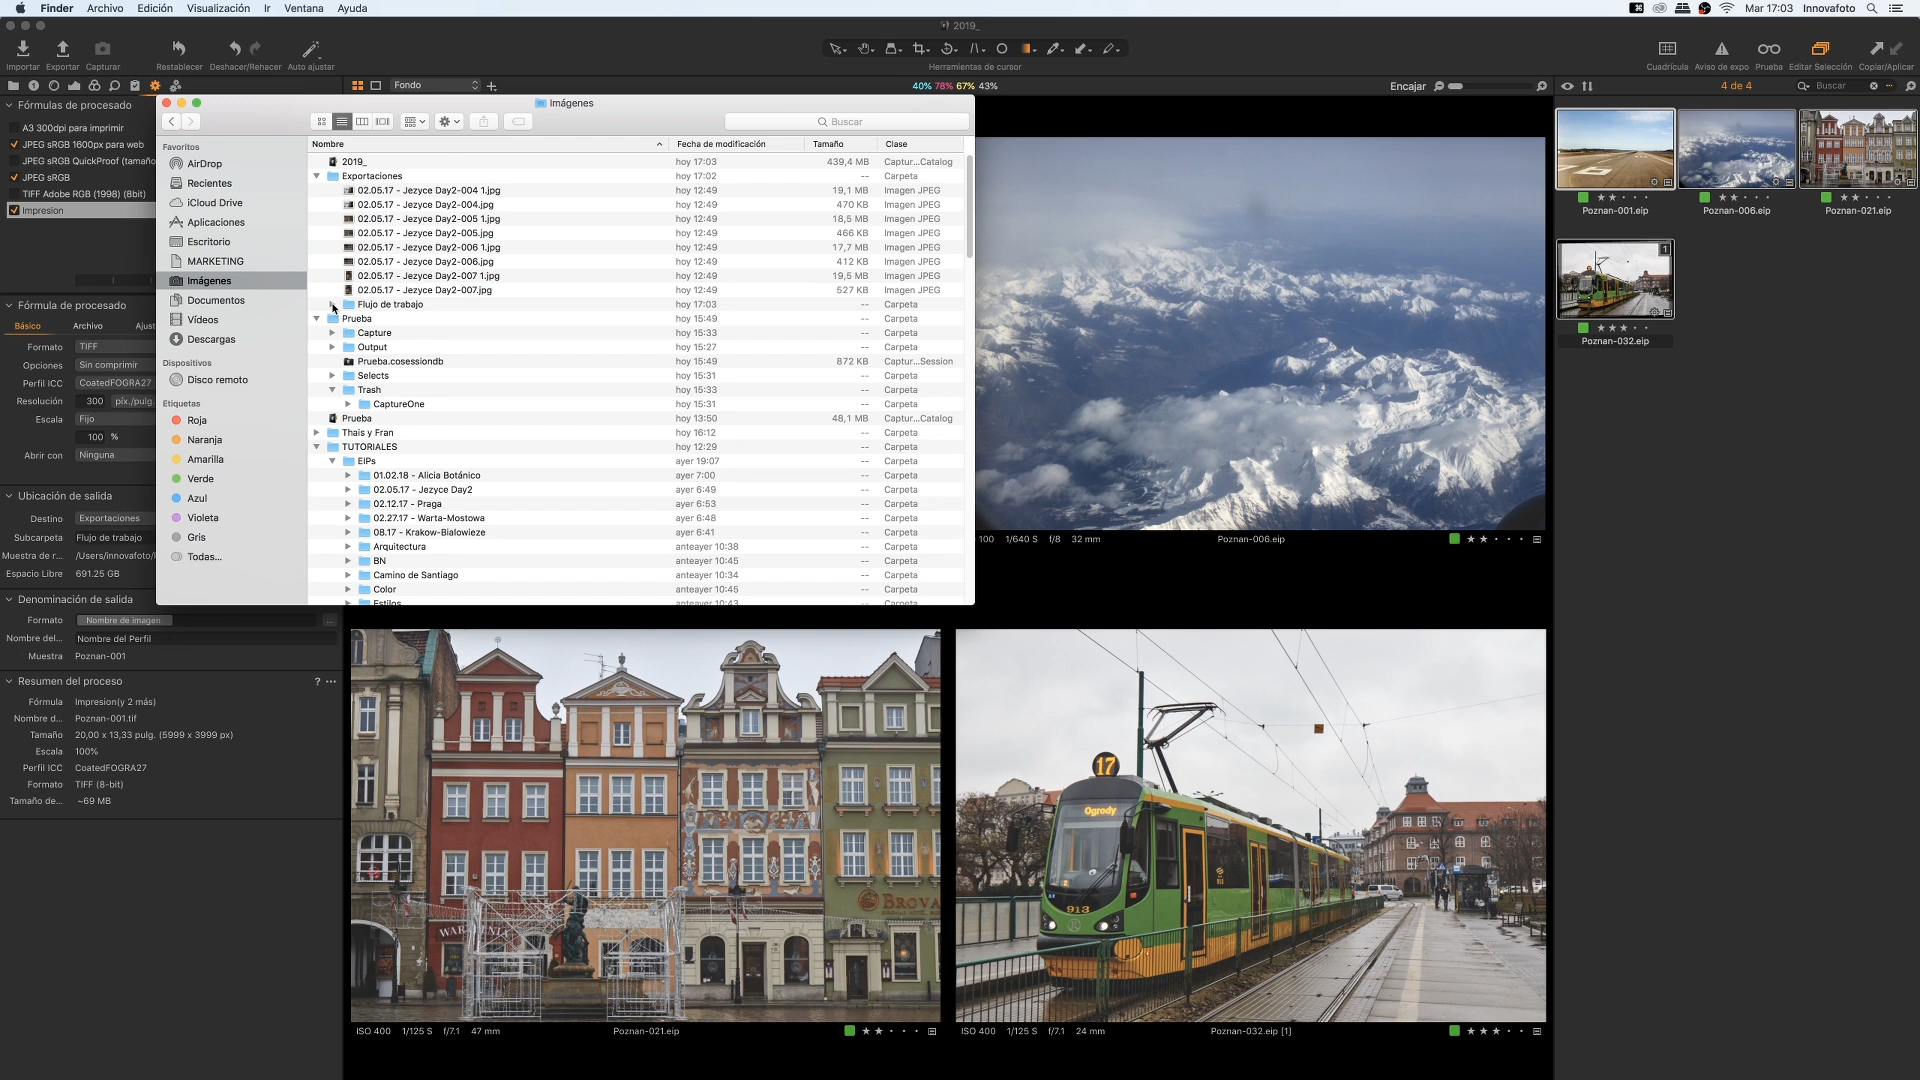 Finder Archivo Edición Visualización Ir Ventana Ayuda Mar 17:03 Innovafoto
2019_
Importar Exportar Capturar Restablecer Deshacer/Rehacer Auto ajustar Herramientas de cursor Cuadrícula Aviso de expo Prueba Editar Selección Copiar/Aplicar
Fondo 40% 78% 67% 43% Encajar 4 de 4 Buscar
Fórmulas de procesado
A3 300dpi para imprimir
JPEG sRGB 1600px para web
JPEG sRGB QuickProof (tamaño
JPEG sRGB
TIFF Adobe RGB (1998) (8bit)
Impresion
Fórmula de procesado
Básico Archivo Ajust
Formato TIFF
Opciones Sin comprimir
Perfil ICC CoatedFOGRA27
Resolución 300 píx./pulg.
Escala Fijo
100 %
Abrir con Ninguna
Ubicación de salida
Destino Exportaciones
Subcarpeta Flujo de trabajo
Muestra de r... /Users/innovafoto/I
Espacio Libre 691.25 GB
Denominación de salida
Formato Nombre de imagen ...
Nombre del... Nombre del Perfil
Muestra Poznan-001
Resumen del proceso ? ...
Fórmula Impresion(y 2 más)
Nombre d... Poznan-001.tif
Tamaño 20,00 x 13,33 pulg. (5999 x 3999 px)
Escala 100%
Perfil ICC CoatedFOGRA27
Formato TIFF (8-bit)
Tamaño de... ~69 MB
Imágenes
Buscar
Favoritos
AirDrop
Recientes
iCloud Drive
Aplicaciones
Escritorio
MARKETING
Imágenes
Documentos
Vídeos
Descargas
Dispositivos
Disco remoto
Etiquetas
Roja
Naranja
Amarilla
Verde
Azul
Violeta
Gris
Todas...
Nombre Fecha de modificación Tamaño Clase
2019_ hoy 17:03 439,4 MB Captur...Catalog
Exportaciones hoy 17:02 -- Carpeta
02.05.17 - Jezyce Day2-004 1.jpg hoy 12:49 19,1 MB Imagen JPEG
02.05.17 - Jezyce Day2-004.jpg hoy 12:49 470 KB Imagen JPEG
02.05.17 - Jezyce Day2-005 1.jpg hoy 12:49 18,5 MB Imagen JPEG
02.05.17 - Jezyce Day2-005.jpg hoy 12:49 466 KB Imagen JPEG
02.05.17 - Jezyce Day2-006 1.jpg hoy 12:49 17,7 MB Imagen JPEG
02.05.17 - Jezyce Day2-006.jpg hoy 12:49 412 KB Imagen JPEG
02.05.17 - Jezyce Day2-007 1.jpg hoy 12:49 19,5 MB Imagen JPEG
02.05.17 - Jezyce Day2-007.jpg hoy 12:49 527 KB Imagen JPEG
Flujo de trabajo hoy 17:03 -- Carpeta
Prueba hoy 15:49 -- Carpeta
Capture hoy 15:33 -- Carpeta
Output hoy 15:27 -- Carpeta
Prueba.cosessiondb hoy 15:49 872 KB Captur...Session
Selects hoy 15:31 -- Carpeta
Trash hoy 15:33 -- Carpeta
CaptureOne hoy 15:31 -- Carpeta
Prueba hoy 13:50 48,1 MB Captur...Catalog
Thais y Fran hoy 16:12 -- Carpeta
TUTORIALES hoy 12:29 -- Carpeta
EIPs ayer 19:07 -- Carpeta
01.02.18 - Alicia Botánico ayer 7:00 -- Carpeta
02.05.17 - Jezyce Day2 ayer 6:49 -- Carpeta
02.12.17 - Praga ayer 6:53 -- Carpeta
02.27.17 - Warta-Mostowa ayer 6:48 -- Carpeta
08.17 - Krakow-Bialowieze ayer 6:41 -- Carpeta
Arquitectura anteayer 10:38 -- Carpeta
BN anteayer 10:45 -- Carpeta
Camino de Santiago anteayer 10:34 -- Carpeta
Color anteayer 10:45 -- Carpeta
Estilos anteayer 10:43 -- Carpeta
100 1/640 S f/8 32 mm Poznan-006.eip
17
Ogrody
2
913
913
BROVA
ISO 400 1/125 S f/7.1 47 mm Poznan-021.eip
ISO 400 1/125 S f/7.1 24 mm Poznan-032.eip [1]
Poznan-001.eip Poznan-006.eip Poznan-021.eip
1
Poznan-032.eip